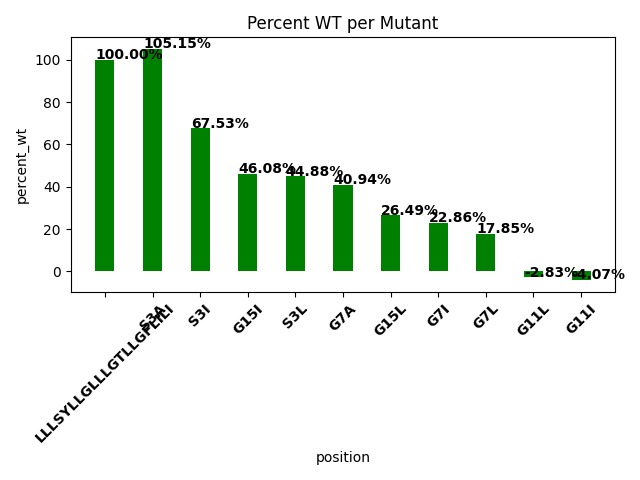 Percent WT per Mutant
percent_wt
100
80
60
40
20
0
100.00%
105.15%
67.53%
46.08%
44.88%
40.94%
26.49%
22.86%
17.85%
-2.83%
-4.07%
S3A
S3I
G15I
S3L
G7A
G15L
G7I
G7L
G11L
G11I
position